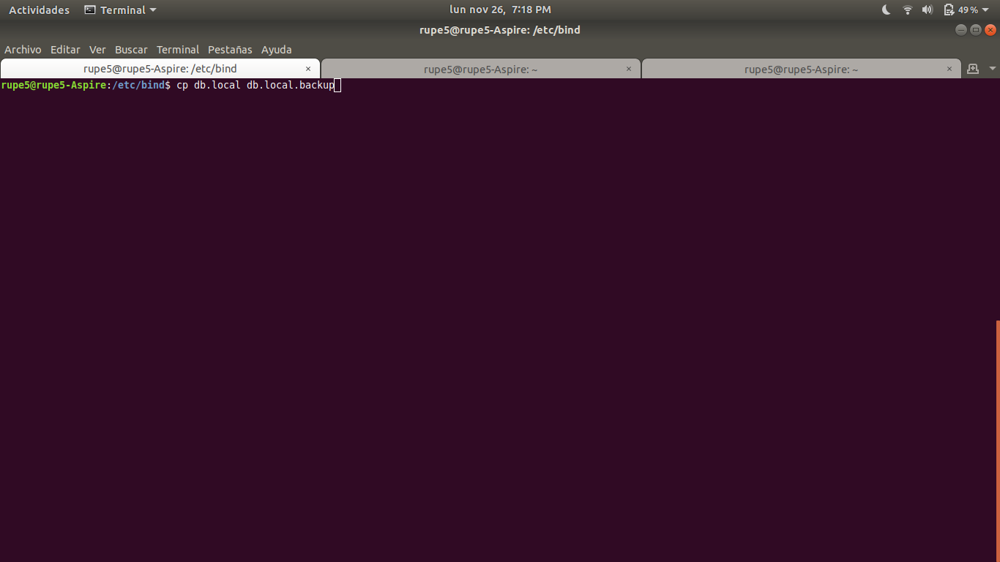 Actividades Terminal lun nov 26, 7:18 PM 49 %
rupe5@rupe5-Aspire: /etc/bind
Archivo Editar Ver Buscar Terminal Pestañas Ayuda
rupe5@rupe5-Aspire: /etc/bind × rupe5@rupe5-Aspire: ~ × rupe5@rupe5-Aspire: ~ ×
rupe5@rupe5-Aspire:/etc/bind$ cp db.local db.local.backup